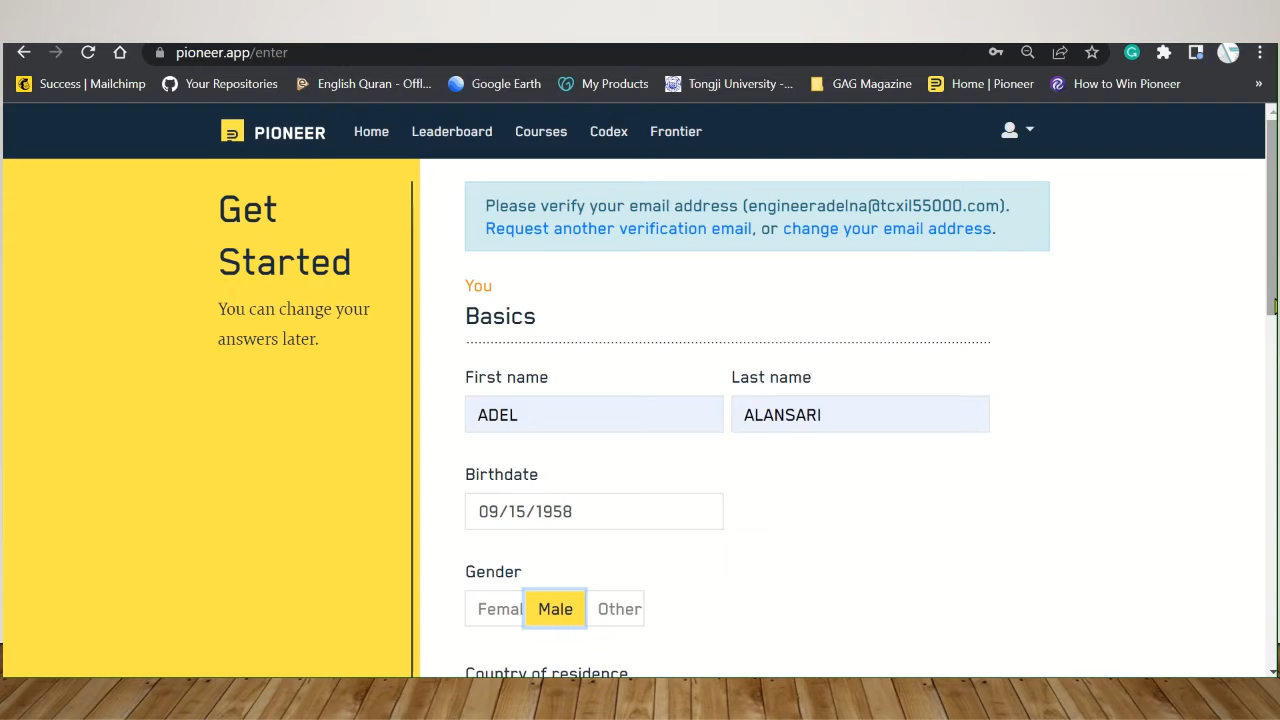 pioneer.app/enter
Success | Mailchimp
Your Repositories
English Quran - Offl...
Google Earth
My Products
Tongji University -...
GAG Magazine
Home | Pioneer
How to Win Pioneer
»
PIONEER
Home
Leaderboard
Courses
Codex
Frontier
Get
Started
You can change your
answers later.
Please verify your email address (engineeradelna@tcxil55000.com).
Request another verification email, or change your email address.
You
Basics
First name
Last name
ADEL
ALANSARI
Birthdate
09/15/1958
Gender
Femal
Male
Other
Country of residence